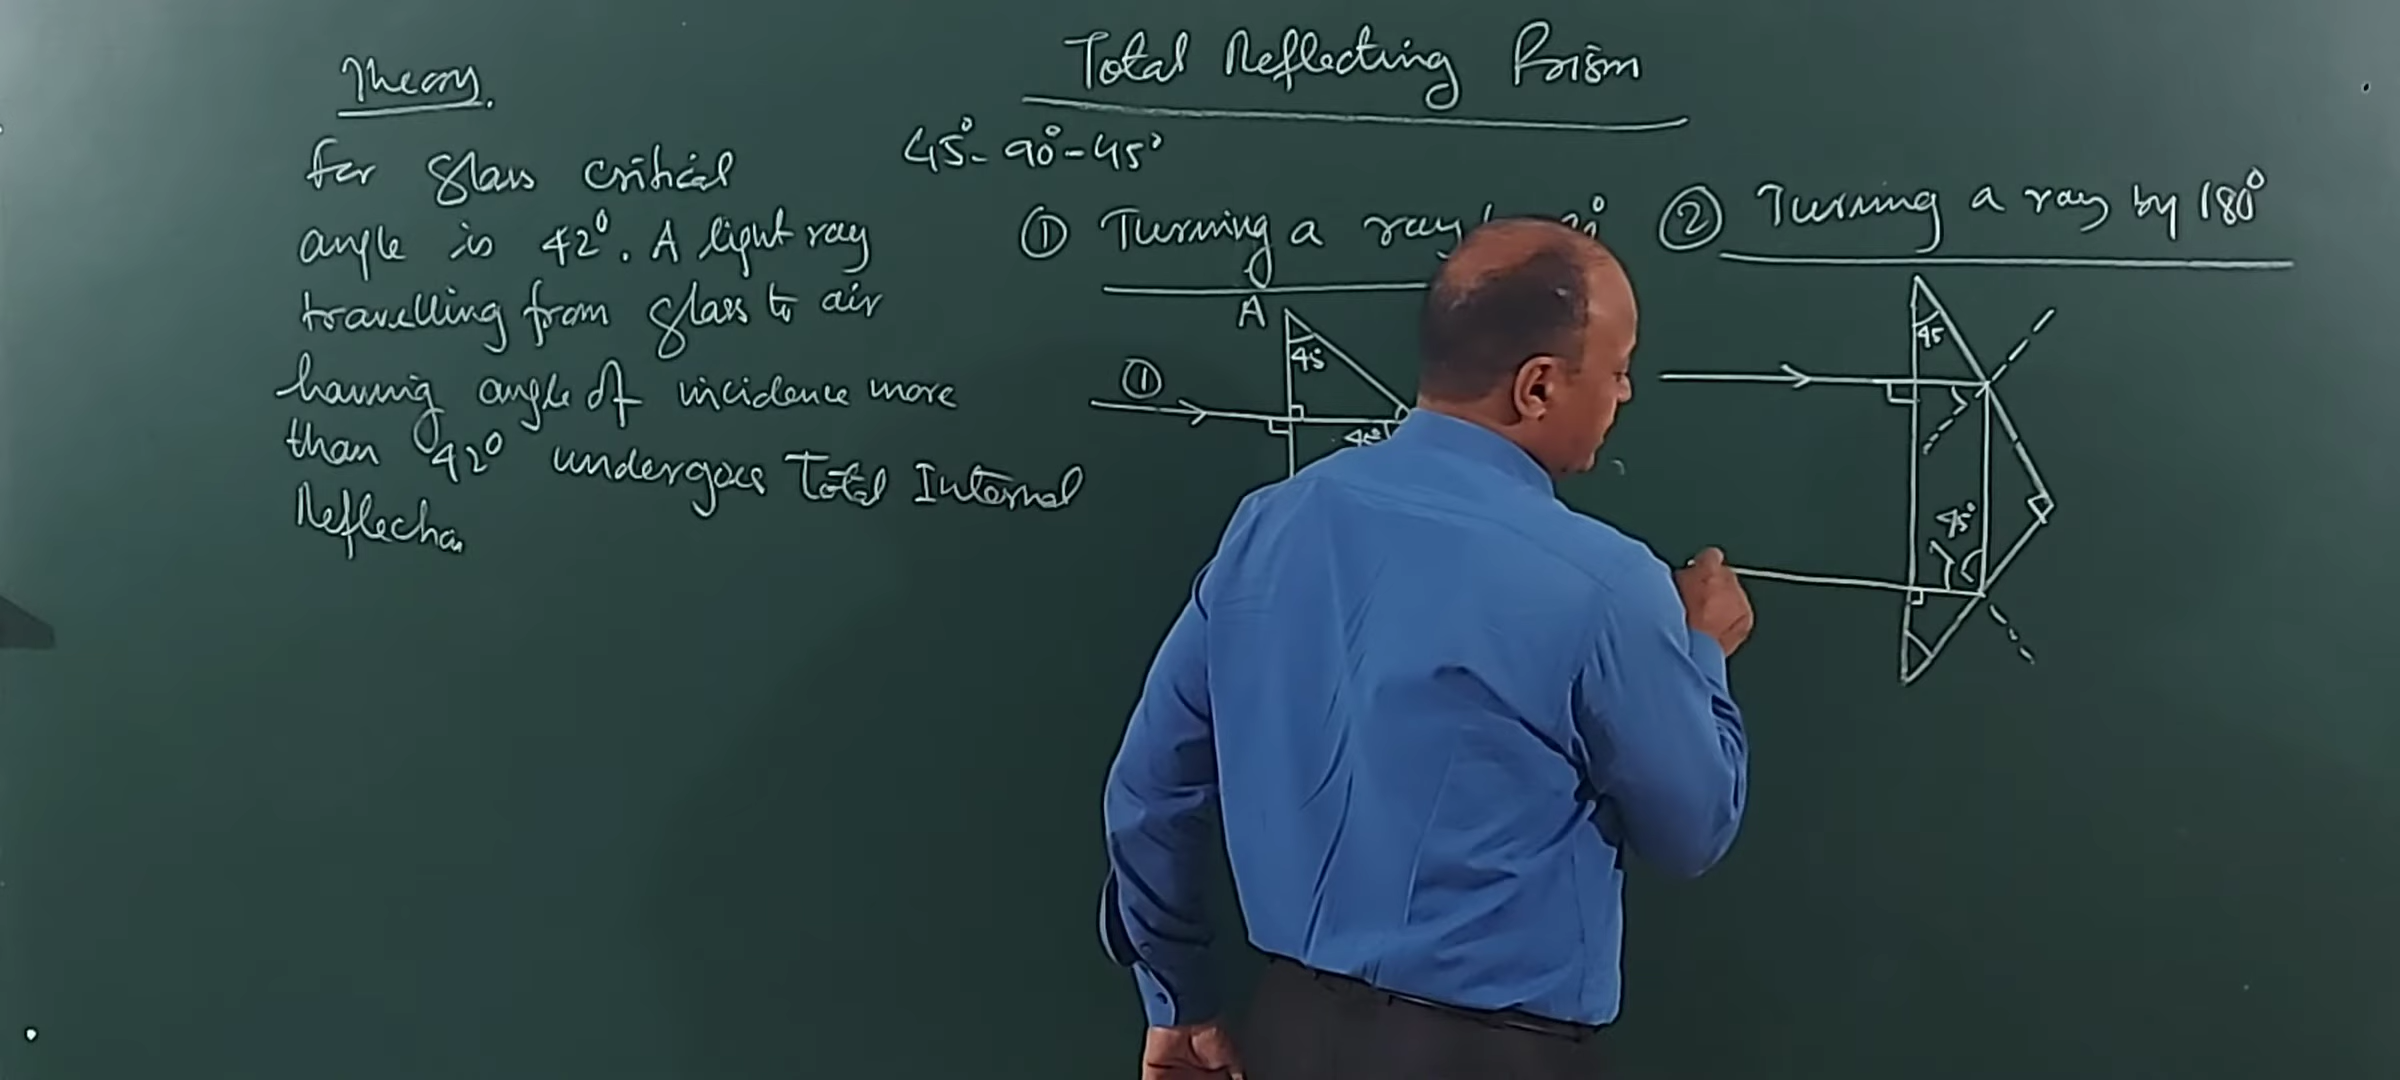 Theory.
For glass critical
angle is 42°. A light ray
travelling from glass to air
having angle of incidence more
than 42° undergoes Total Internal
Reflection
Total Reflecting Prism
45°-90°-45°
① Turning a ray
A
45
①
45°
② Turning a ray by 180°
45
45°